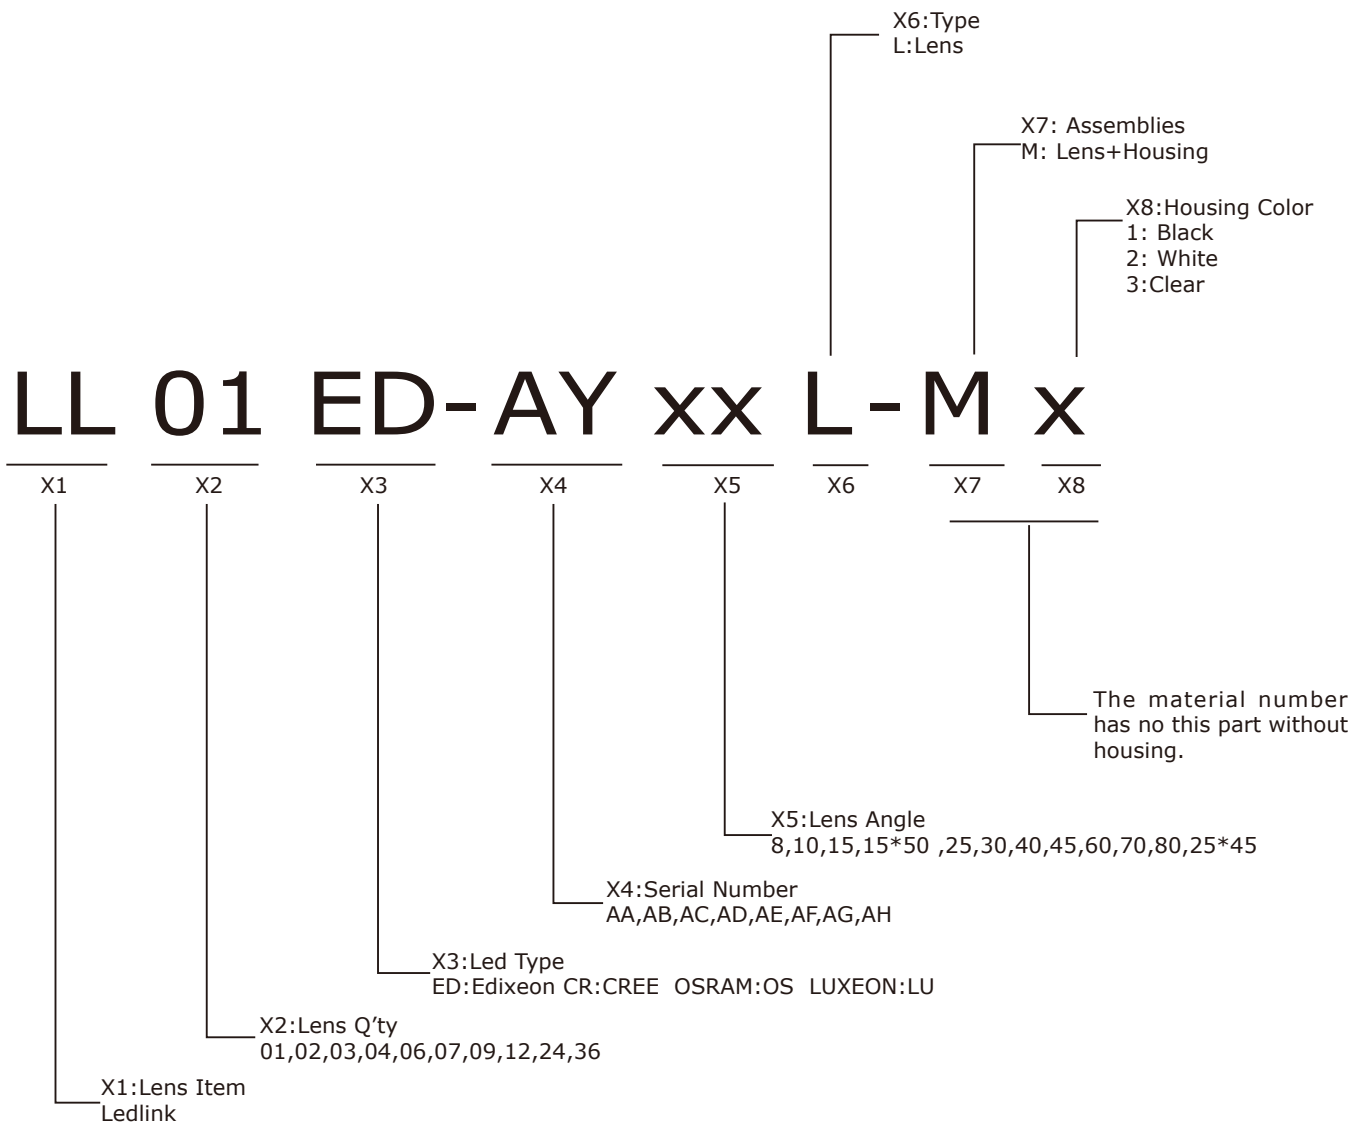 X6:Type
L:Lens
X7: Assemblies
M: Lens+Housing
X8:Housing Color
1: Black
2: White
3:Clear
LL 01 ED-AY xx L-M x
X1 X2 X3 X4 X5 X6 X7 X8
The material number
has no this part without
housing.
X5:Lens Angle
8,10,15,15*50 ,25,30,40,45,60,70,80,25*45
X4:Serial Number
AA,AB,AC,AD,AE,AF,AG,AH
X3:Led Type
ED:Edixeon CR:CREE OSRAM:OS LUXEON:LU
X2:Lens Q’ty
01,02,03,04,06,07,09,12,24,36
X1:Lens Item
Ledlink